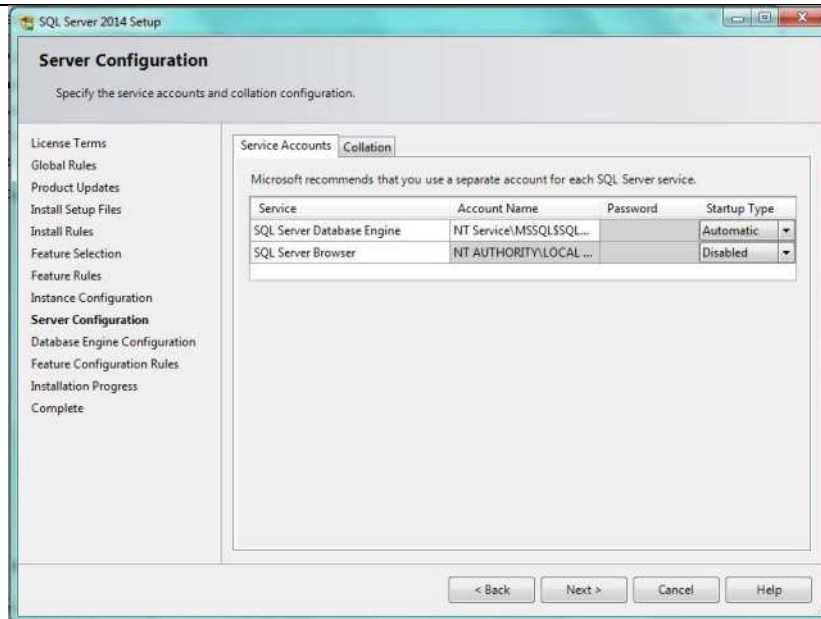 SQL Server 2014 Setup
Server Configuration
Specify the service accounts and collation configuration.
License Terms
Global Rules
Product Updates
Install Setup Files
Install Rules
Feature Selection
Feature Rules
Instance Configuration
Server Configuration
Database Engine Configuration
Feature Configuration Rules
Installation Progress
Complete
Service Accounts Collation
Microsoft recommends that you use a separate account for each SQL Server service.
Service Account Name Password Startup Type
SQL Server Database Engine NT Service\MSSQL$SQL... Automatic
SQL Server Browser NT AUTHORITY\LOCAL ... Disabled
< Back Next > Cancel Help